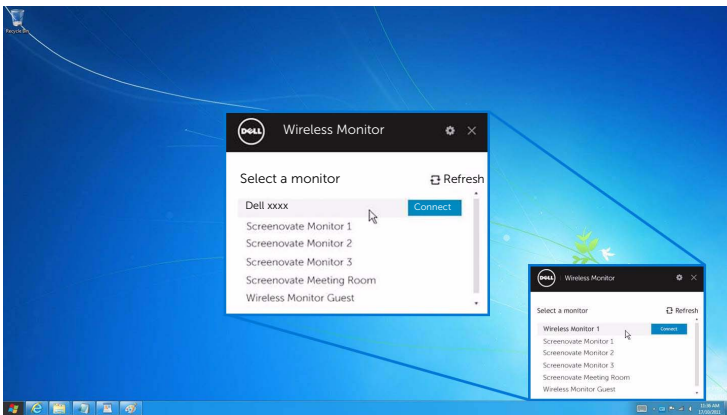 Recycle Bin
DELL
Wireless Monitor
Select a monitor
Refresh
Dell xxxx
Connect
Screenovate Monitor 1
Screenovate Monitor 2
Screenovate Monitor 3
Screenovate Meeting Room
Wireless Monitor Guest
DELL
Wireless Monitor
Select a monitor
Refresh
Wireless Monitor 1
Connect
Screenovate Monitor 1
Screenovate Monitor 2
Screenovate Monitor 3
Screenovate Meeting Room
Wireless Monitor Guest